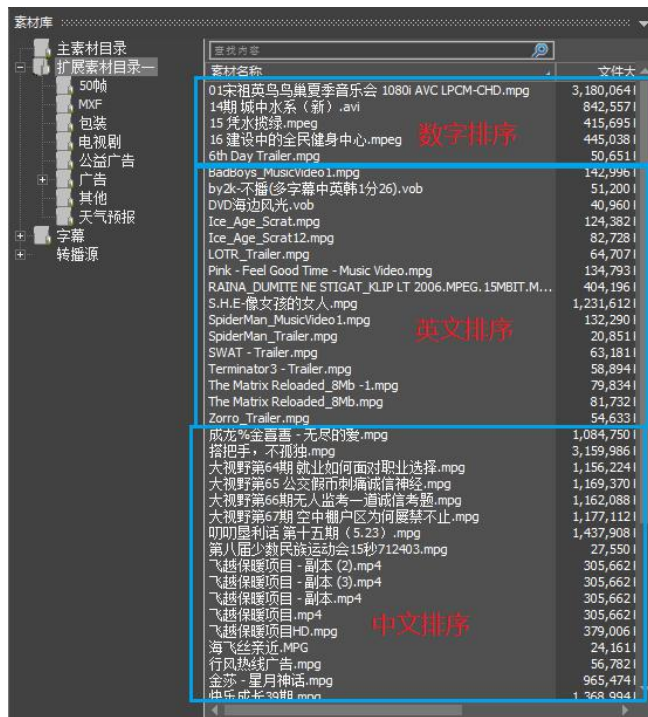 素材库
主素材目录
扩展素材目录一
50帧
MXF
包装
电视剧
公益广告
广告
其他
天气预报
字幕
转播源
查找内容
素材名称 文件大
01宋祖英鸟鸟巢夏季音乐会 1080i AVC LPCM-CHD.mpg 3,180,064
14期 城中水系（新）.avi 842,557
15 凭水揽绿.mpeg 415,695
16 建设中的全民健身中心.mpeg 445,038
6th Day Trailer.mpg 50,651
数字排序
BadBoys_MusicVideo1.mpg 142,996
by2k-不播(多字幕中英韩1分26).vob 51,200
DVD海边风光.vob 40,960
Ice_Age_Scrat.mpg 124,382
Ice_Age_Scrat12.mpg 82,728
LOTR_Trailer.mpg 64,707
Pink - Feel Good Time - Music Video.mpg 134,793
RAINA_DUMITE NE STIGAT_KLIP LT 2006.MPEG.15MBIT.M... 404,196
S.H.E-像女孩的女人.mpg 1,231,612
SpiderMan_MusicVideo1.mpg 132,290
SpiderMan_Trailer.mpg 20,851
SWAT - Trailer.mpg 63,181
Terminator3 - Trailer.mpg 58,894
The Matrix Reloaded_8Mb -1.mpg 79,834
The Matrix Reloaded_8Mb.mpg 81,732
Zorro_Trailer.mpg 54,633
英文排序
成龙%金喜善 - 无尽的爱.mpg 1,084,750
搭把手，不孤独.mpg 3,159,986
大视野第64期 就业如何面对职业选择.mpg 1,156,224
大视野第65 公交假币刺痛诚信神经.mpg 1,169,370
大视野第66期无人监考一道诚信考题.mpg 1,162,088
大视野第67期 空中棚户区为何屡禁不止.mpg 1,177,112
叨叨垦利话 第十五期（5.23）.mpg 1,437,908
第八届少数民族运动会15秒712403.mpg 27,550
飞越保暖项目 - 副本 (2).mp4 305,662
飞越保暖项目 - 副本 (3).mp4 305,662
飞越保暖项目 - 副本.mp4 305,662
飞越保暖项目.mp4 305,662
飞越保暖项目HD.mpg 379,006
海飞丝亲近.MPG 24,161
行风热线广告.mpg 56,782
金莎 - 星月神话.mpg 965,474
快乐成长39期.mpg 1,368,994
中文排序